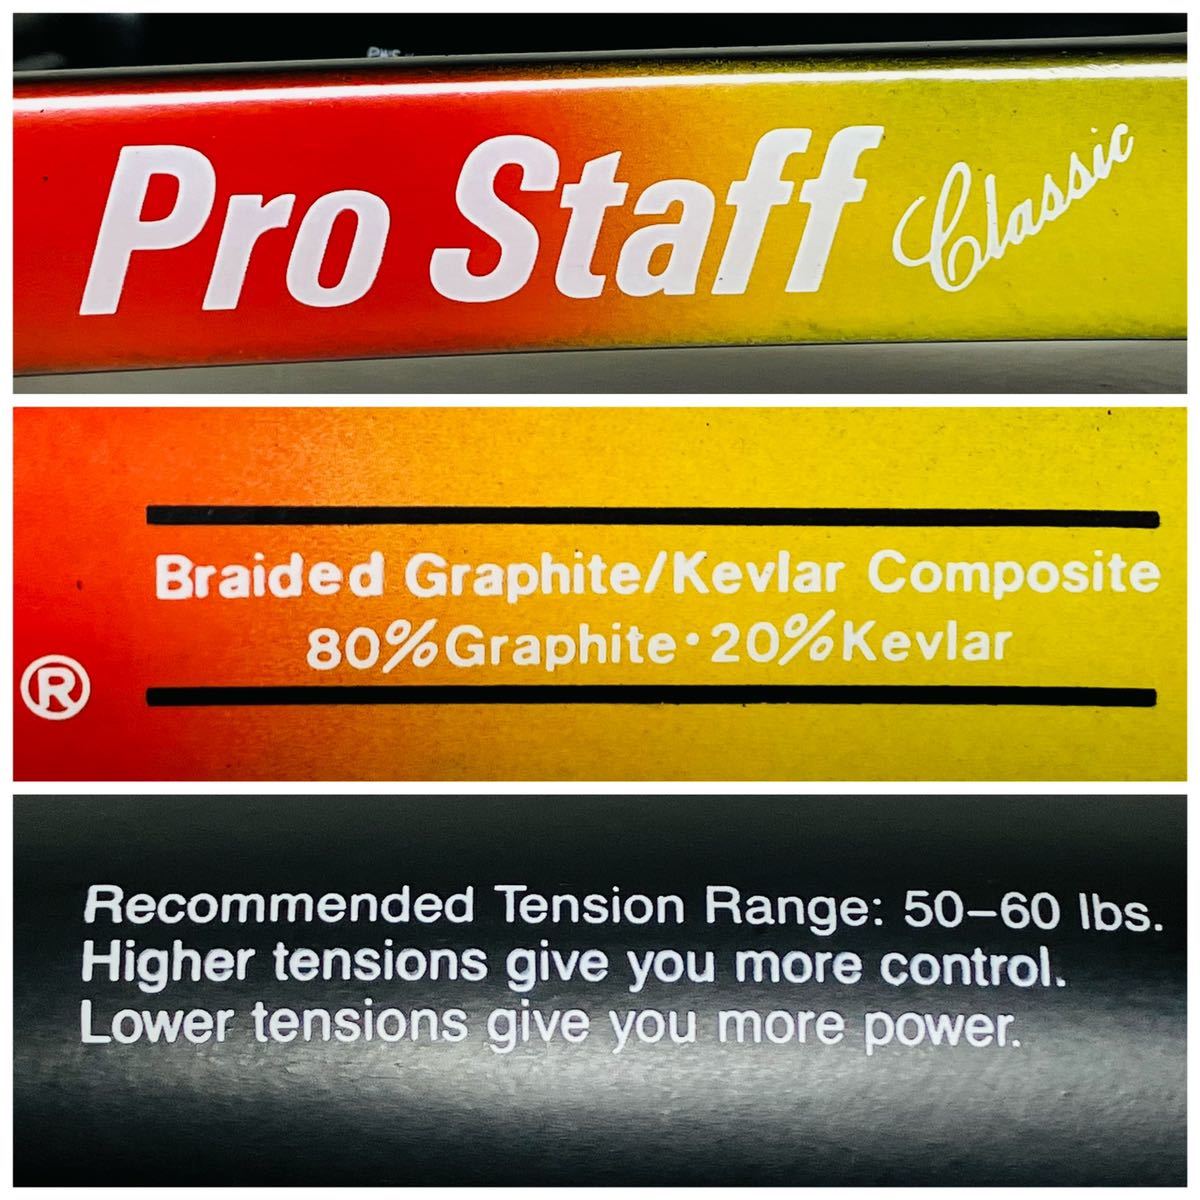 PWS
Pro Staff Classic
Braided Graphite/Kevlar Composite
80%Graphite·20%Kevlar
®
Recommended Tension Range: 50–60 lbs.
Higher tensions give you more control.
Lower tensions give you more power.